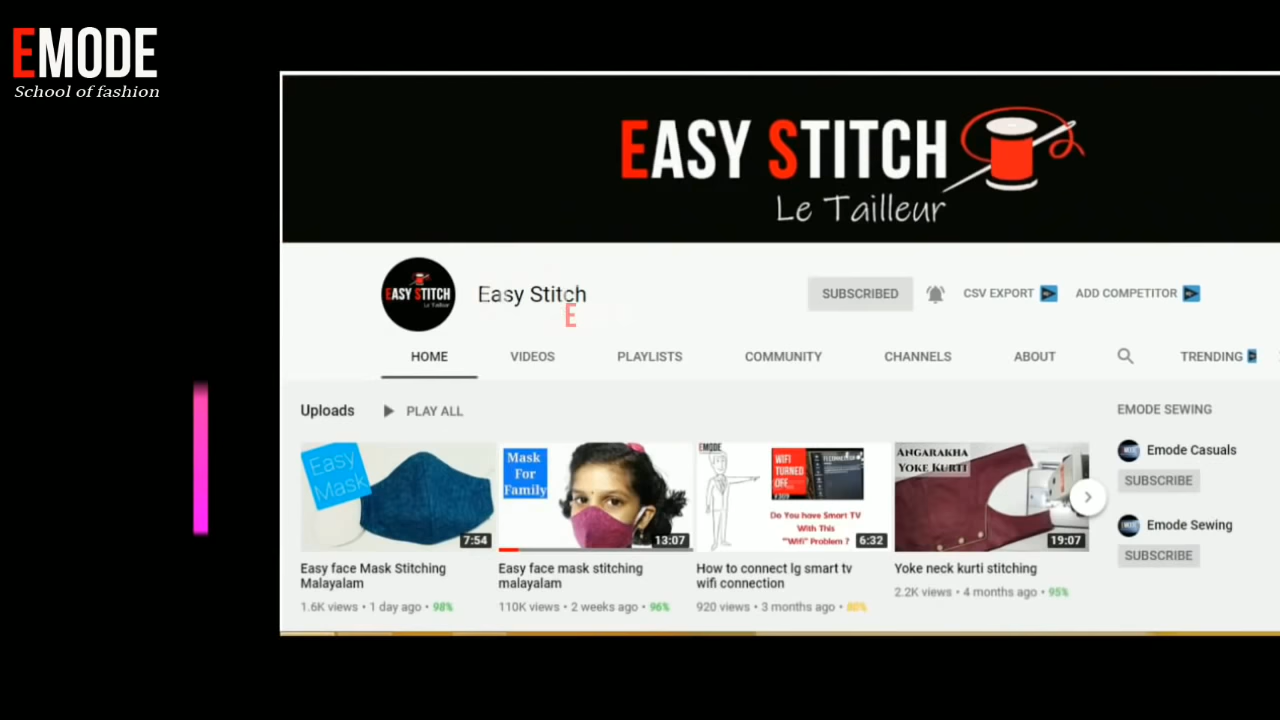 EMODE
School of fashion
EASY STITCH
Le Tailleur
EASY STITCH
Le Tailleur
Easy Stitch
E
SUBSCRIBED
CSV EXPORT
ADD COMPETITOR
HOME
VIDEOS
PLAYLISTS
COMMUNITY
CHANNELS
ABOUT
TRENDING
Uploads
PLAY ALL
Easy
Mask
7:54
Easy face Mask Stitching
Malayalam
1.6K views • 1 day ago • 98%
Mask
For
Family
13:07
Easy face mask stitching
malayalam
110K views • 2 weeks ago • 96%
EMODE
WIFI
TURNED
OFF
Do You have Smart TV
With This
"Wifi" Problem ?
6:32
How to connect lg smart tv
wifi connection
920 views • 3 months ago • 80%
ANGARAKHA
YOKE KURTI
19:07
Yoke neck kurti stitching
2.2K views • 4 months ago • 95%
EMODE SEWING
Emode Casuals
SUBSCRIBE
Emode Sewing
SUBSCRIBE